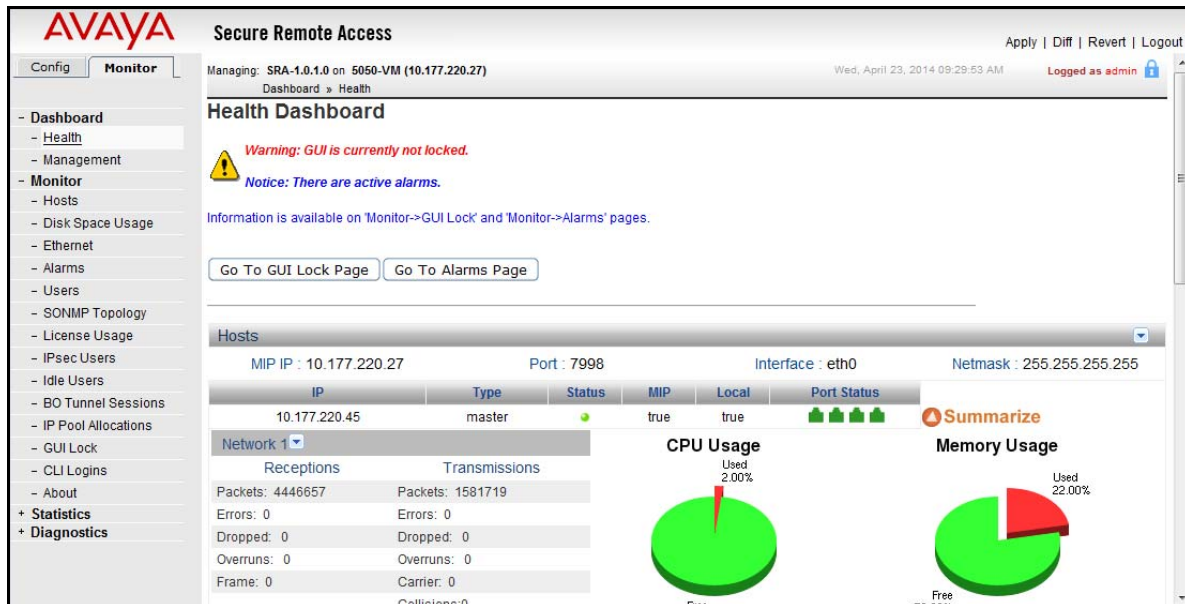 AVAYA
Secure Remote Access
Apply | Diff | Revert | Logout
Config Monitor
Managing: SRA-1.0.1.0 on 5050-VM (10.177.220.27)
Wed, April 23, 2014 09:29:53 AM
Logged as admin
Dashboard » Health
- Dashboard
- Health
- Management
- Monitor
- Hosts
- Disk Space Usage
- Ethernet
- Alarms
- Users
- SONMP Topology
- License Usage
- IPsec Users
- Idle Users
- BO Tunnel Sessions
- IP Pool Allocations
- GUI Lock
- CLI Logins
- About
+ Statistics
+ Diagnostics
Health Dashboard
Warning: GUI is currently not locked.
Notice: There are active alarms.
Information is available on 'Monitor->GUI Lock' and 'Monitor->Alarms' pages.
Go To GUI Lock Page Go To Alarms Page
Hosts
MIP IP : 10.177.220.27 Port : 7998 Interface : eth0 Netmask : 255.255.255.255
IP Type Status MIP Local Port Status
10.177.220.45 master true true Summarize
Network 1
Receptions Transmissions
Packets: 4446657 Packets: 1581719
Errors: 0 Errors: 0
Dropped: 0 Dropped: 0
Overruns: 0 Overruns: 0
Frame: 0 Carrier: 0
Collisions:0
CPU Usage
Used
2.00%
Memory Usage
Used
22.00%
Free